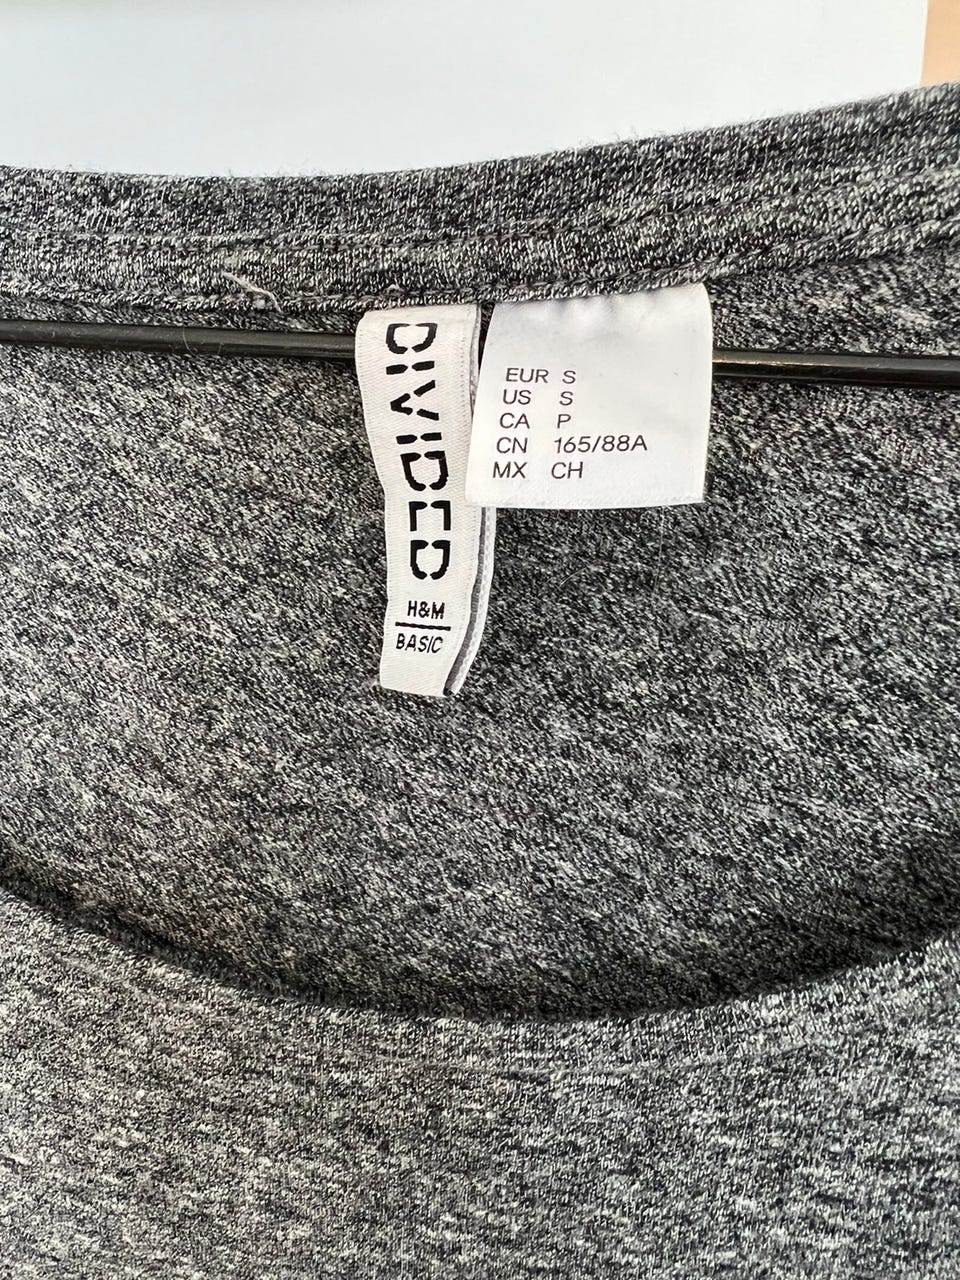 DIVIDED
H&M
BASIC
EUR S
US S
CA P
CN 165/88A
MX CH